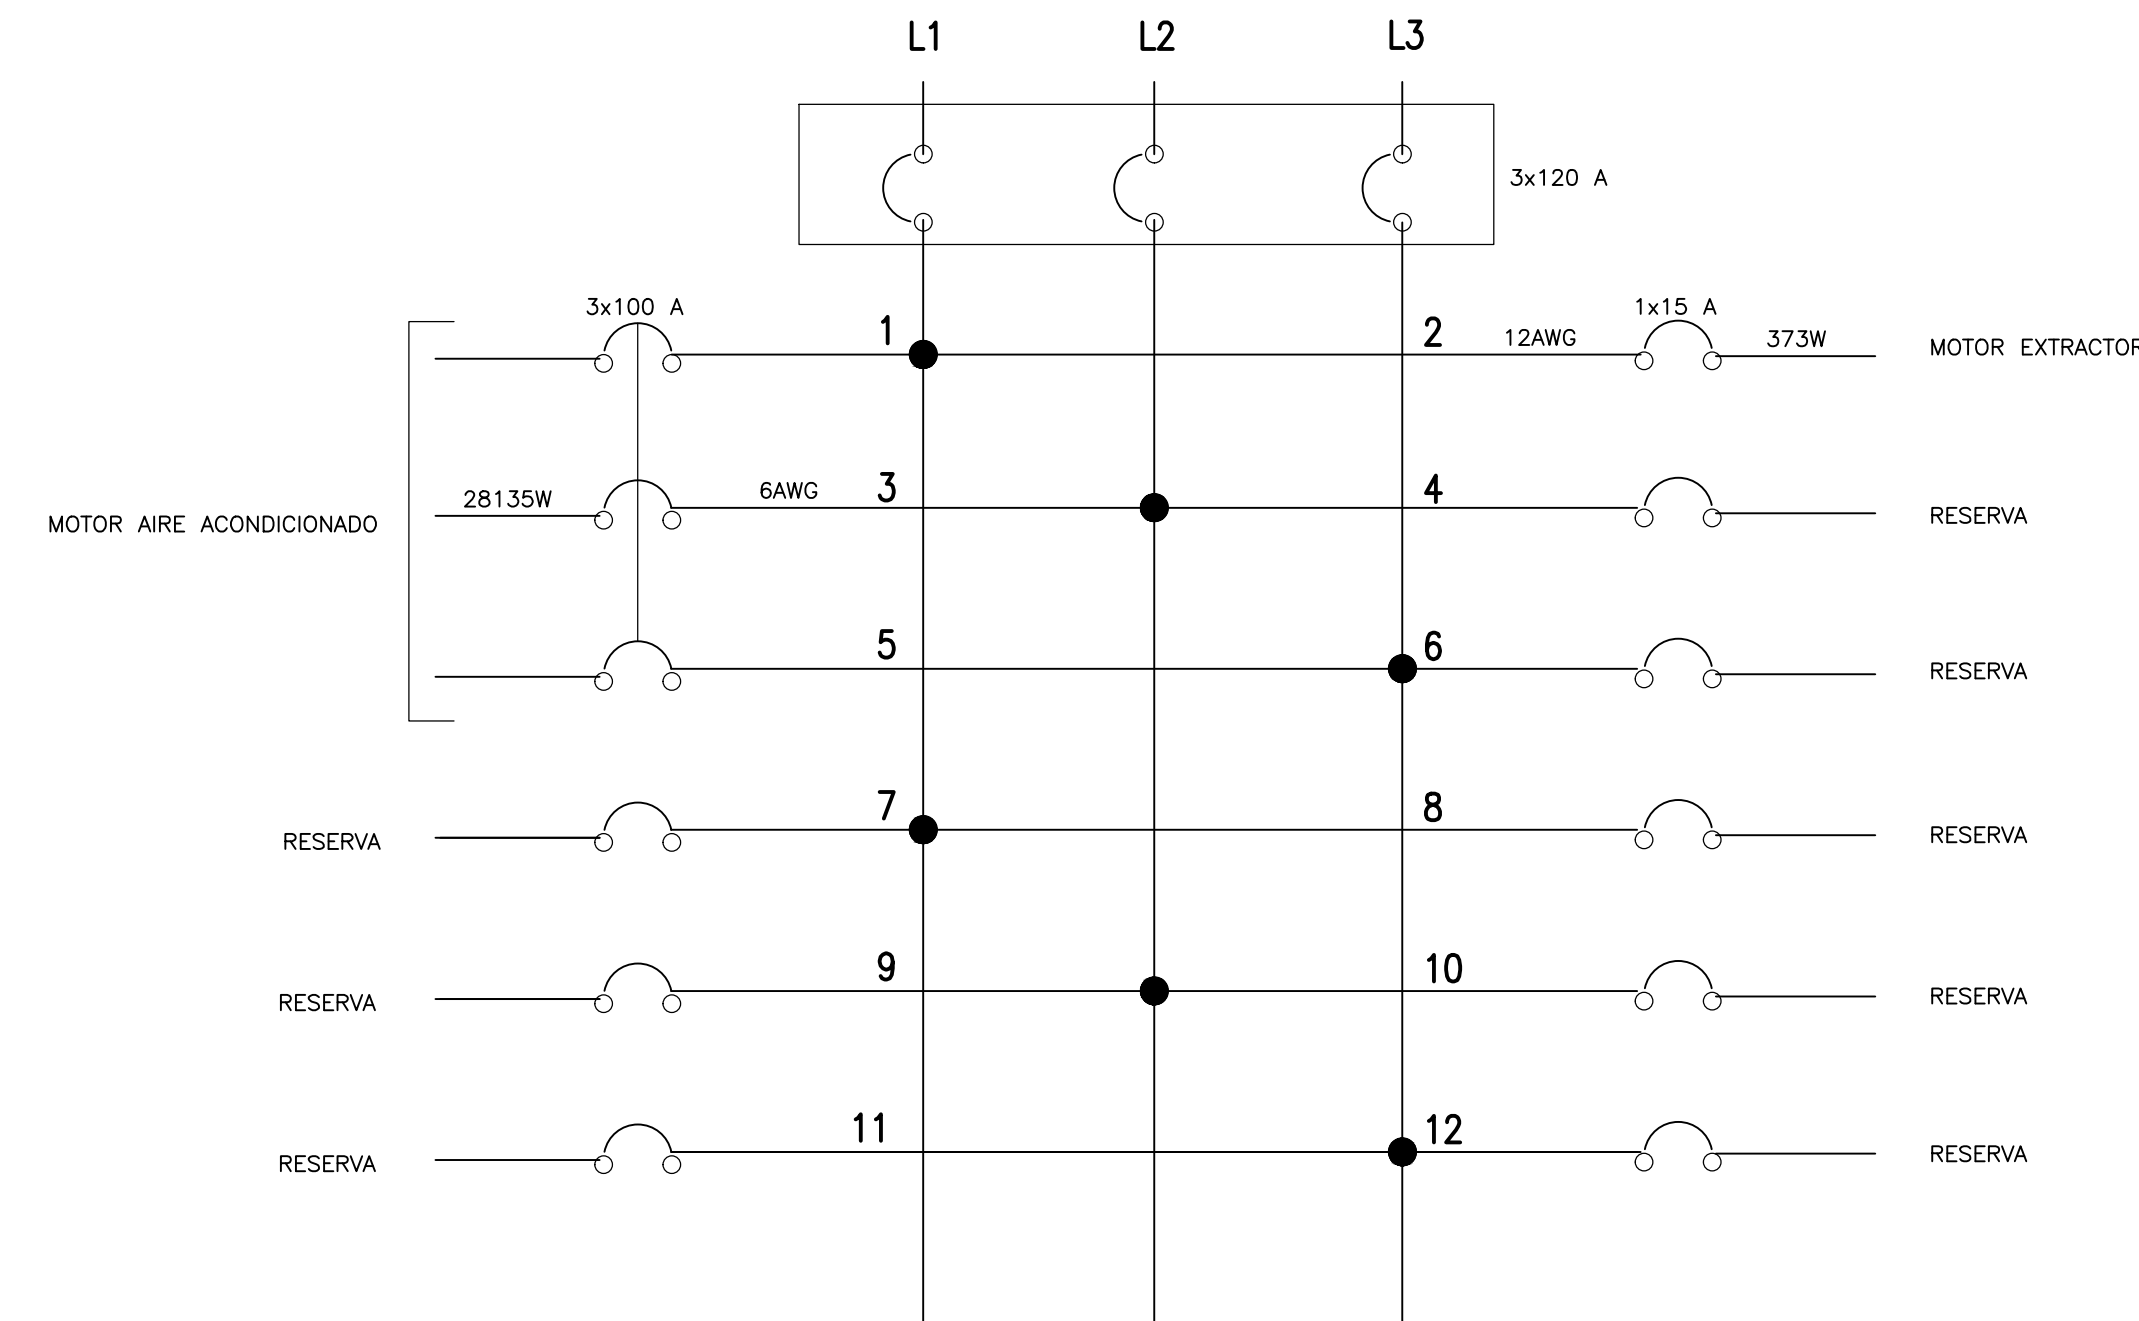 L1 L2 L3
3x120 A
3x100 A
1x15 A
1
2
12AWG
373W
MOTOR EXTRACTOR
28135W
6AWG
3
4
MOTOR AIRE ACONDICIONADO
RESERVA
5
6
RESERVA
7
8
RESERVA
RESERVA
9
10
RESERVA
RESERVA
11
12
RESERVA
RESERVA